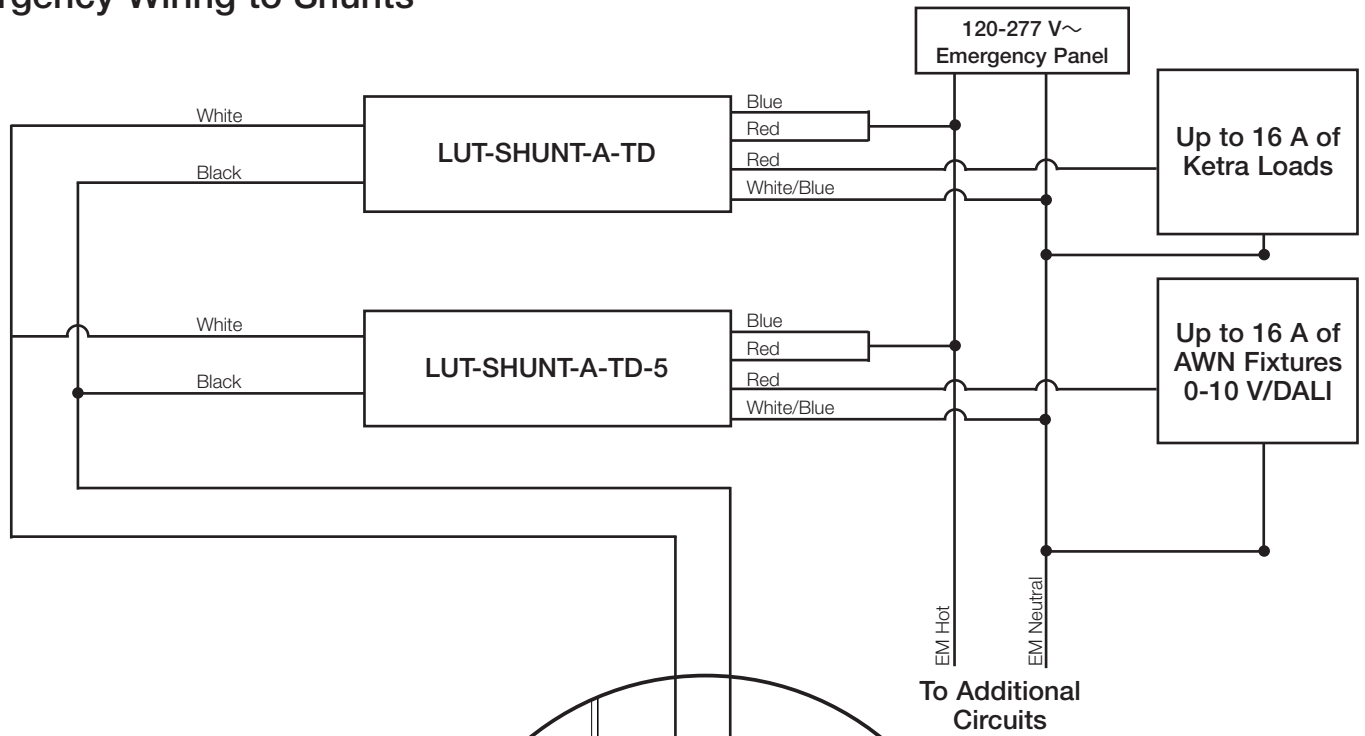 rgency Wiring to Shunts
120-277 V~
Emergency Panel
White
Black
LUT-SHUNT-A-TD
Blue
Red
Red
White/Blue
Up to 16 A of
Ketra Loads
White
Black
LUT-SHUNT-A-TD-5
Blue
Red
Red
White/Blue
Up to 16 A of
AWN Fixtures
0-10 V/DALI
EM Hot
EM Neutral
To Additional
Circuits